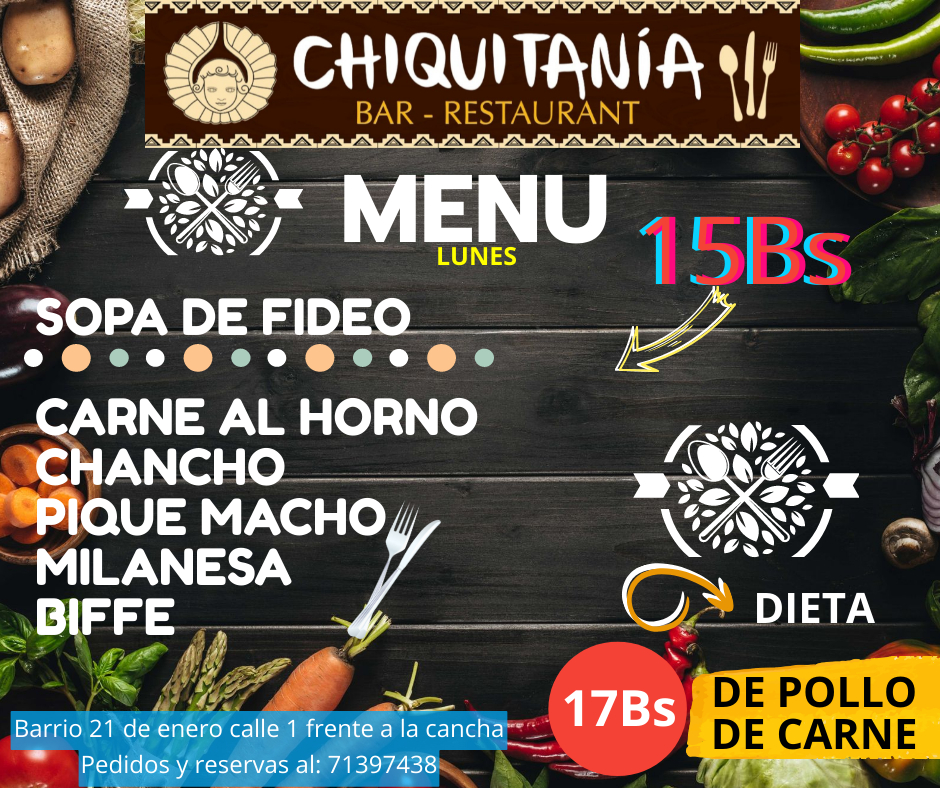 CHIQUITANÍA
BAR - RESTAURANT
MENU
LUNES
15Bs
SOPA DE FIDEO
CARNE AL HORNO
CHANCHO
PIQUE MACHO
MILANESA
BIFFE
DIETA
17Bs
DE POLLO
DE CARNE
Barrio 21 de enero calle 1 frente a la cancha
Pedidos y reservas al: 71397438